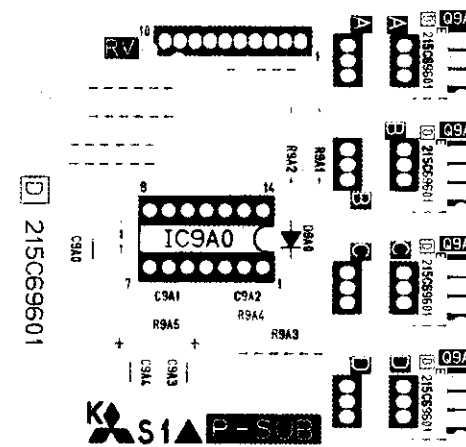 10
RV
1
A A D 215C69601 Q9A
E
R9A2 R9A1
B
B D 215C69601 Q9A
E
8 14
IC9A0
D9A0
7 1
C9A0
C9A1 C9A2
R9A4
R9A5
R9A3
C9A4 C9A3
D 215C69601
C C D 215C69601 Q9A
E
D D D 215C69601 Q9A
E
K S1 P-SUB